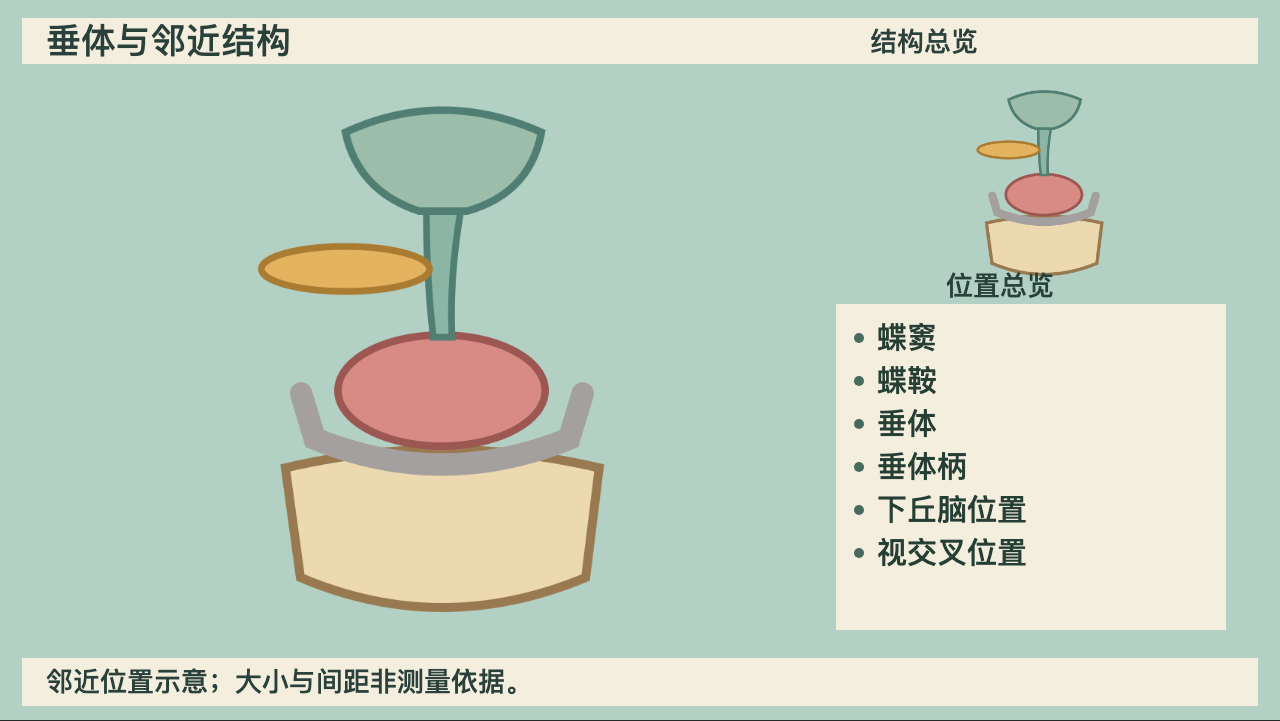 垂体与邻近结构
结构总览
位置总览
蝶窦
蝶鞍
垂体
垂体柄
下丘脑位置
视交叉位置
邻近位置示意；大小与间距非测量依据。